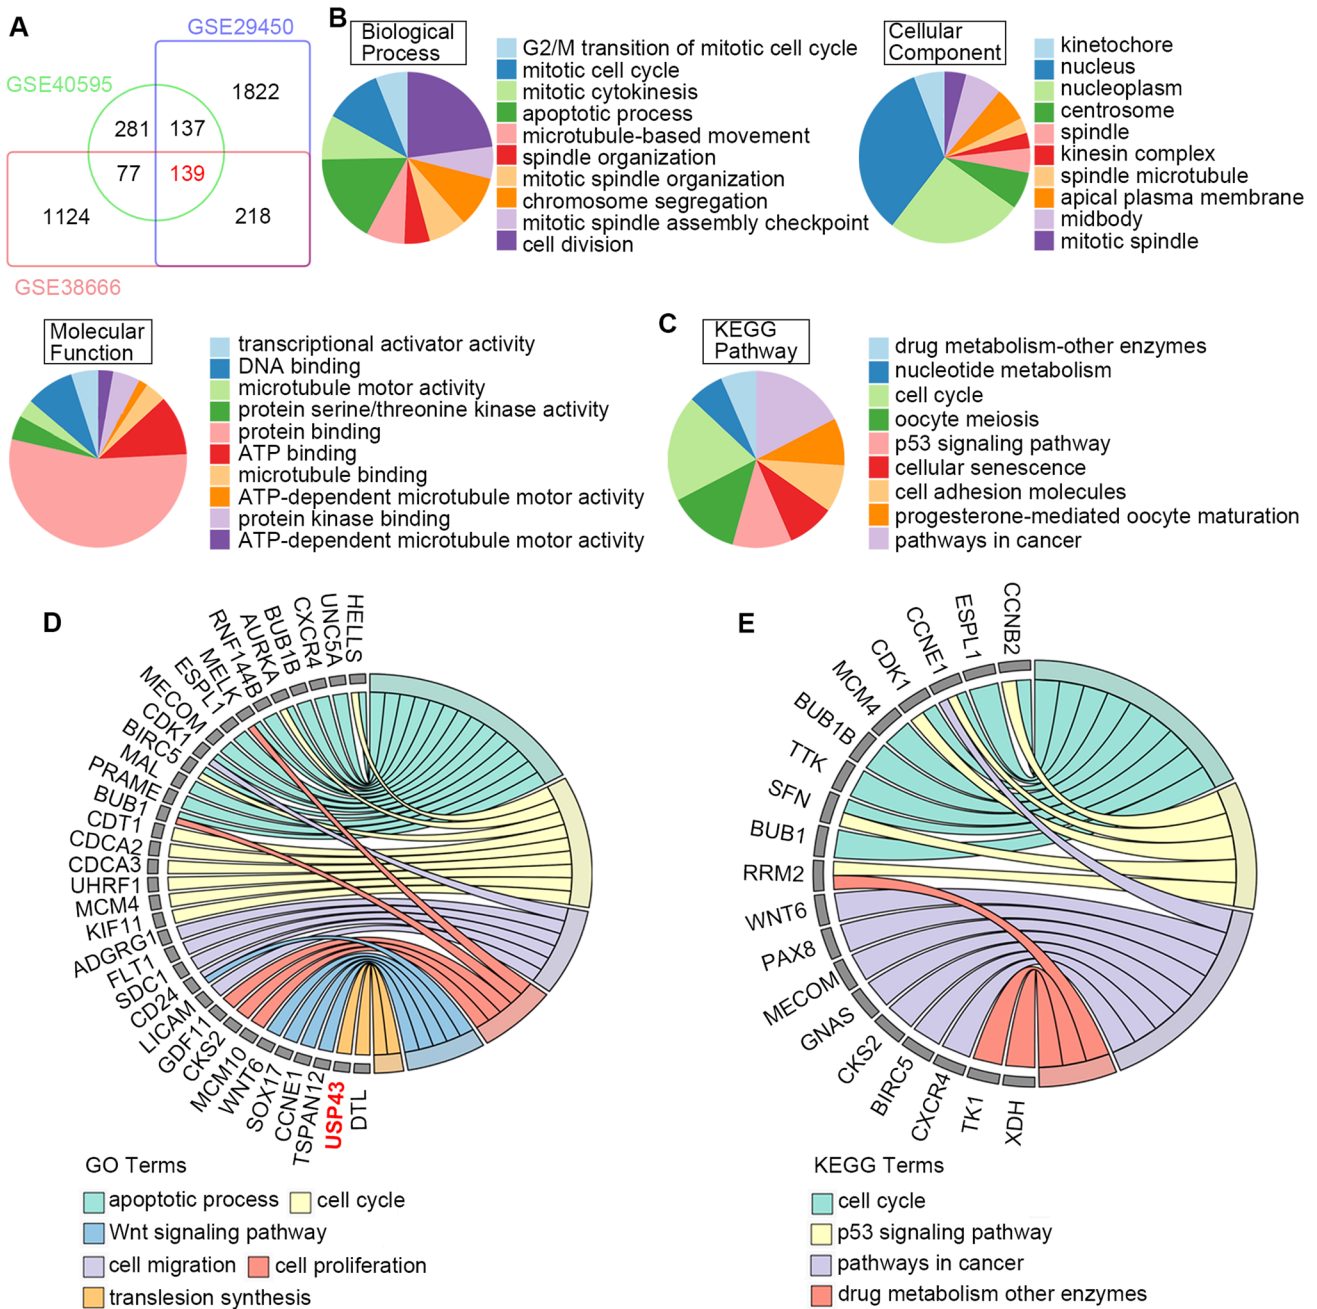 A
GSE29450
GSE40595
1822
281
137
77
139
1124
218
GSE38666
B
Biological
Process
G2/M transition of mitotic cell cycle
mitotic cell cycle
mitotic cytokinesis
apoptotic process
microtubule-based movement
spindle organization
mitotic spindle organization
chromosome segregation
mitotic spindle assembly checkpoint
cell division
Cellular
Component
kinetochore
nucleus
nucleoplasm
centrosome
spindle
kinesin complex
spindle microtubule
apical plasma membrane
midbody
mitotic spindle
Molecular
Function
transcriptional activator activity
DNA binding
microtubule motor activity
protein serine/threonine kinase activity
protein binding
ATP binding
microtubule binding
ATP-dependent microtubule motor activity
protein kinase binding
ATP-dependent microtubule motor activity
C
KEGG
Pathway
drug metabolism-other enzymes
nucleotide metabolism
cell cycle
oocyte meiosis
p53 signaling pathway
cellular senescence
cell adhesion molecules
progesterone-mediated oocyte maturation
pathways in cancer
D
HELLS
UNC5A
CXCR4
BUB1B
AURKA
RNF144B
MELK
ESPL1
MECOM
CDK1
BIRC5
MAL
PRAME
BUB1
CDT1
CDCA2
CDCA3
UHRF1
MCM4
KIF11
ADGRG1
FLT1
SDC1
CD24
LICAM
GDF11
CKS2
MCM10
WNT6
SOX17
CCNE1
TSPAN12
USP43
DTL
GO Terms
apoptotic process
cell cycle
Wnt signaling pathway
cell migration
cell proliferation
translesion synthesis
E
CCNB2
ESPL1
CCNE1
CDK1
MCM4
BUB1B
TTK
SFN
BUB1
RRM2
WNT6
PAX8
MECOM
GNAS
CKS2
BIRC5
CXCR4
TK1
XDH
KEGG Terms
cell cycle
p53 signaling pathway
pathways in cancer
drug metabolism other enzymes